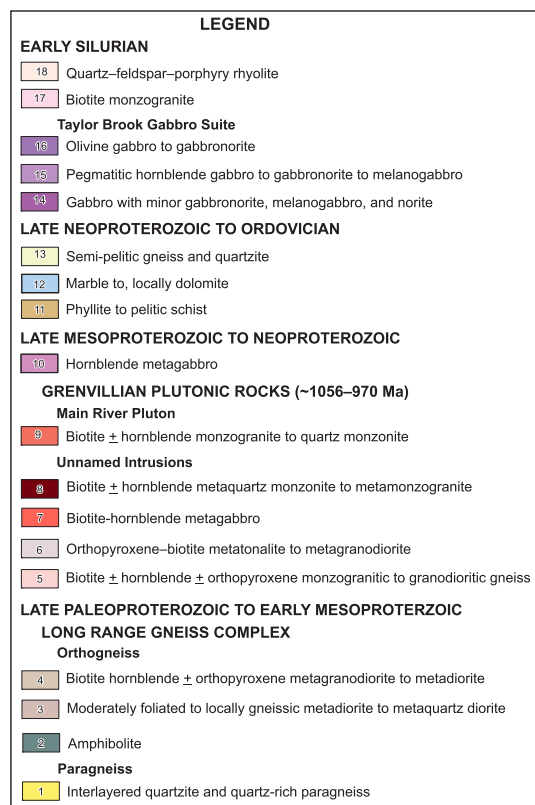 LEGEND
EARLY SILURIAN
18 Quartz–feldspar–porphyry rhyolite
17 Biotite monzogranite
Taylor Brook Gabbro Suite
16 Olivine gabbro to gabbronorite
15 Pegmatitic hornblende gabbro to gabbronorite to melanogabbro
14 Gabbro with minor gabbronorite, melanogabbro, and norite
LATE NEOPROTEROZOIC TO ORDOVICIAN
13 Semi-pelitic gneiss and quartzite
12 Marble to, locally dolomite
11 Phyllite to pelitic schist
LATE MESOPROTEROZOIC TO NEOPROTEROZOIC
10 Hornblende metagabbro
GRENVILLIAN PLUTONIC ROCKS (~1056–970 Ma)
Main River Pluton
9 Biotite ± hornblende monzogranite to quartz monzonite
Unnamed Intrusions
8 Biotite ± hornblende metaquartz monzonite to metamonzogranite
7 Biotite-hornblende metagabbro
6 Orthopyroxene–biotite metatonalite to metagranodiorite
5 Biotite ± hornblende ± orthopyroxene monzogranitic to granodioritic gneiss
LATE PALEOPROTEROZOIC TO EARLY MESOPROTERZOIC
LONG RANGE GNEISS COMPLEX
Orthogneiss
4 Biotite hornblende ± orthopyroxene metagranodiorite to metadiorite
3 Moderately foliated to locally gneissic metadiorite to metaquartz diorite
2 Amphibolite
Paragneiss
1 Interlayered quartzite and quartz-rich paragneiss